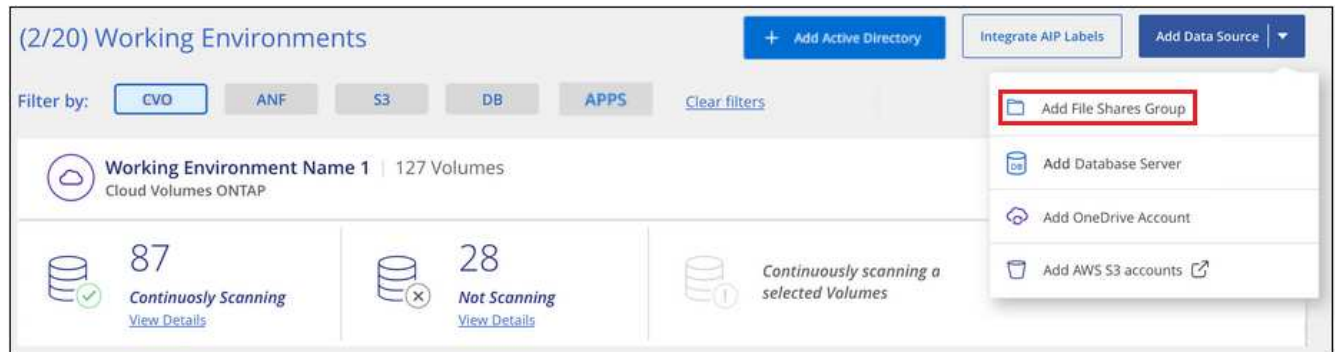 (2/20) Working Environments
+ Add Active Directory
Integrate AIP Labels
Add Data Source
Filter by:
CVO
ANF
S3
DB
APPS
Clear filters
Add File Shares Group
DB
Add Database Server
Add OneDrive Account
Add AWS S3 accounts
Working Environment Name 1 | 127 Volumes
Cloud Volumes ONTAP
87
Continuosly Scanning
View Details
28
Not Scanning
View Details
Continuously scanning a
selected Volumes